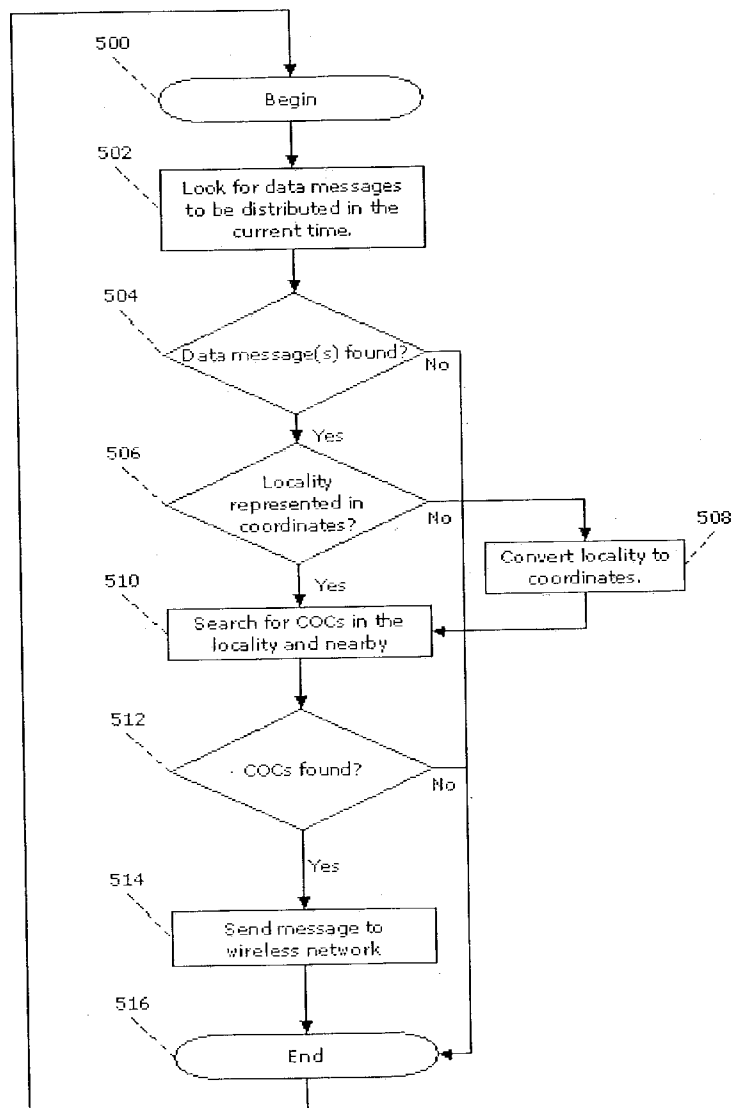 500
Begin
502
Look for data messages
to be distributed in the
current time.
504
Data message(s) found?
No
Yes
506
Locality
represented in
coordinates?
No
508
Convert locality to
coordinates.
Yes
510
Search for COCs in the
locality and nearby
512
COCs found?
No
Yes
514
Send message to
wireless network
516
End